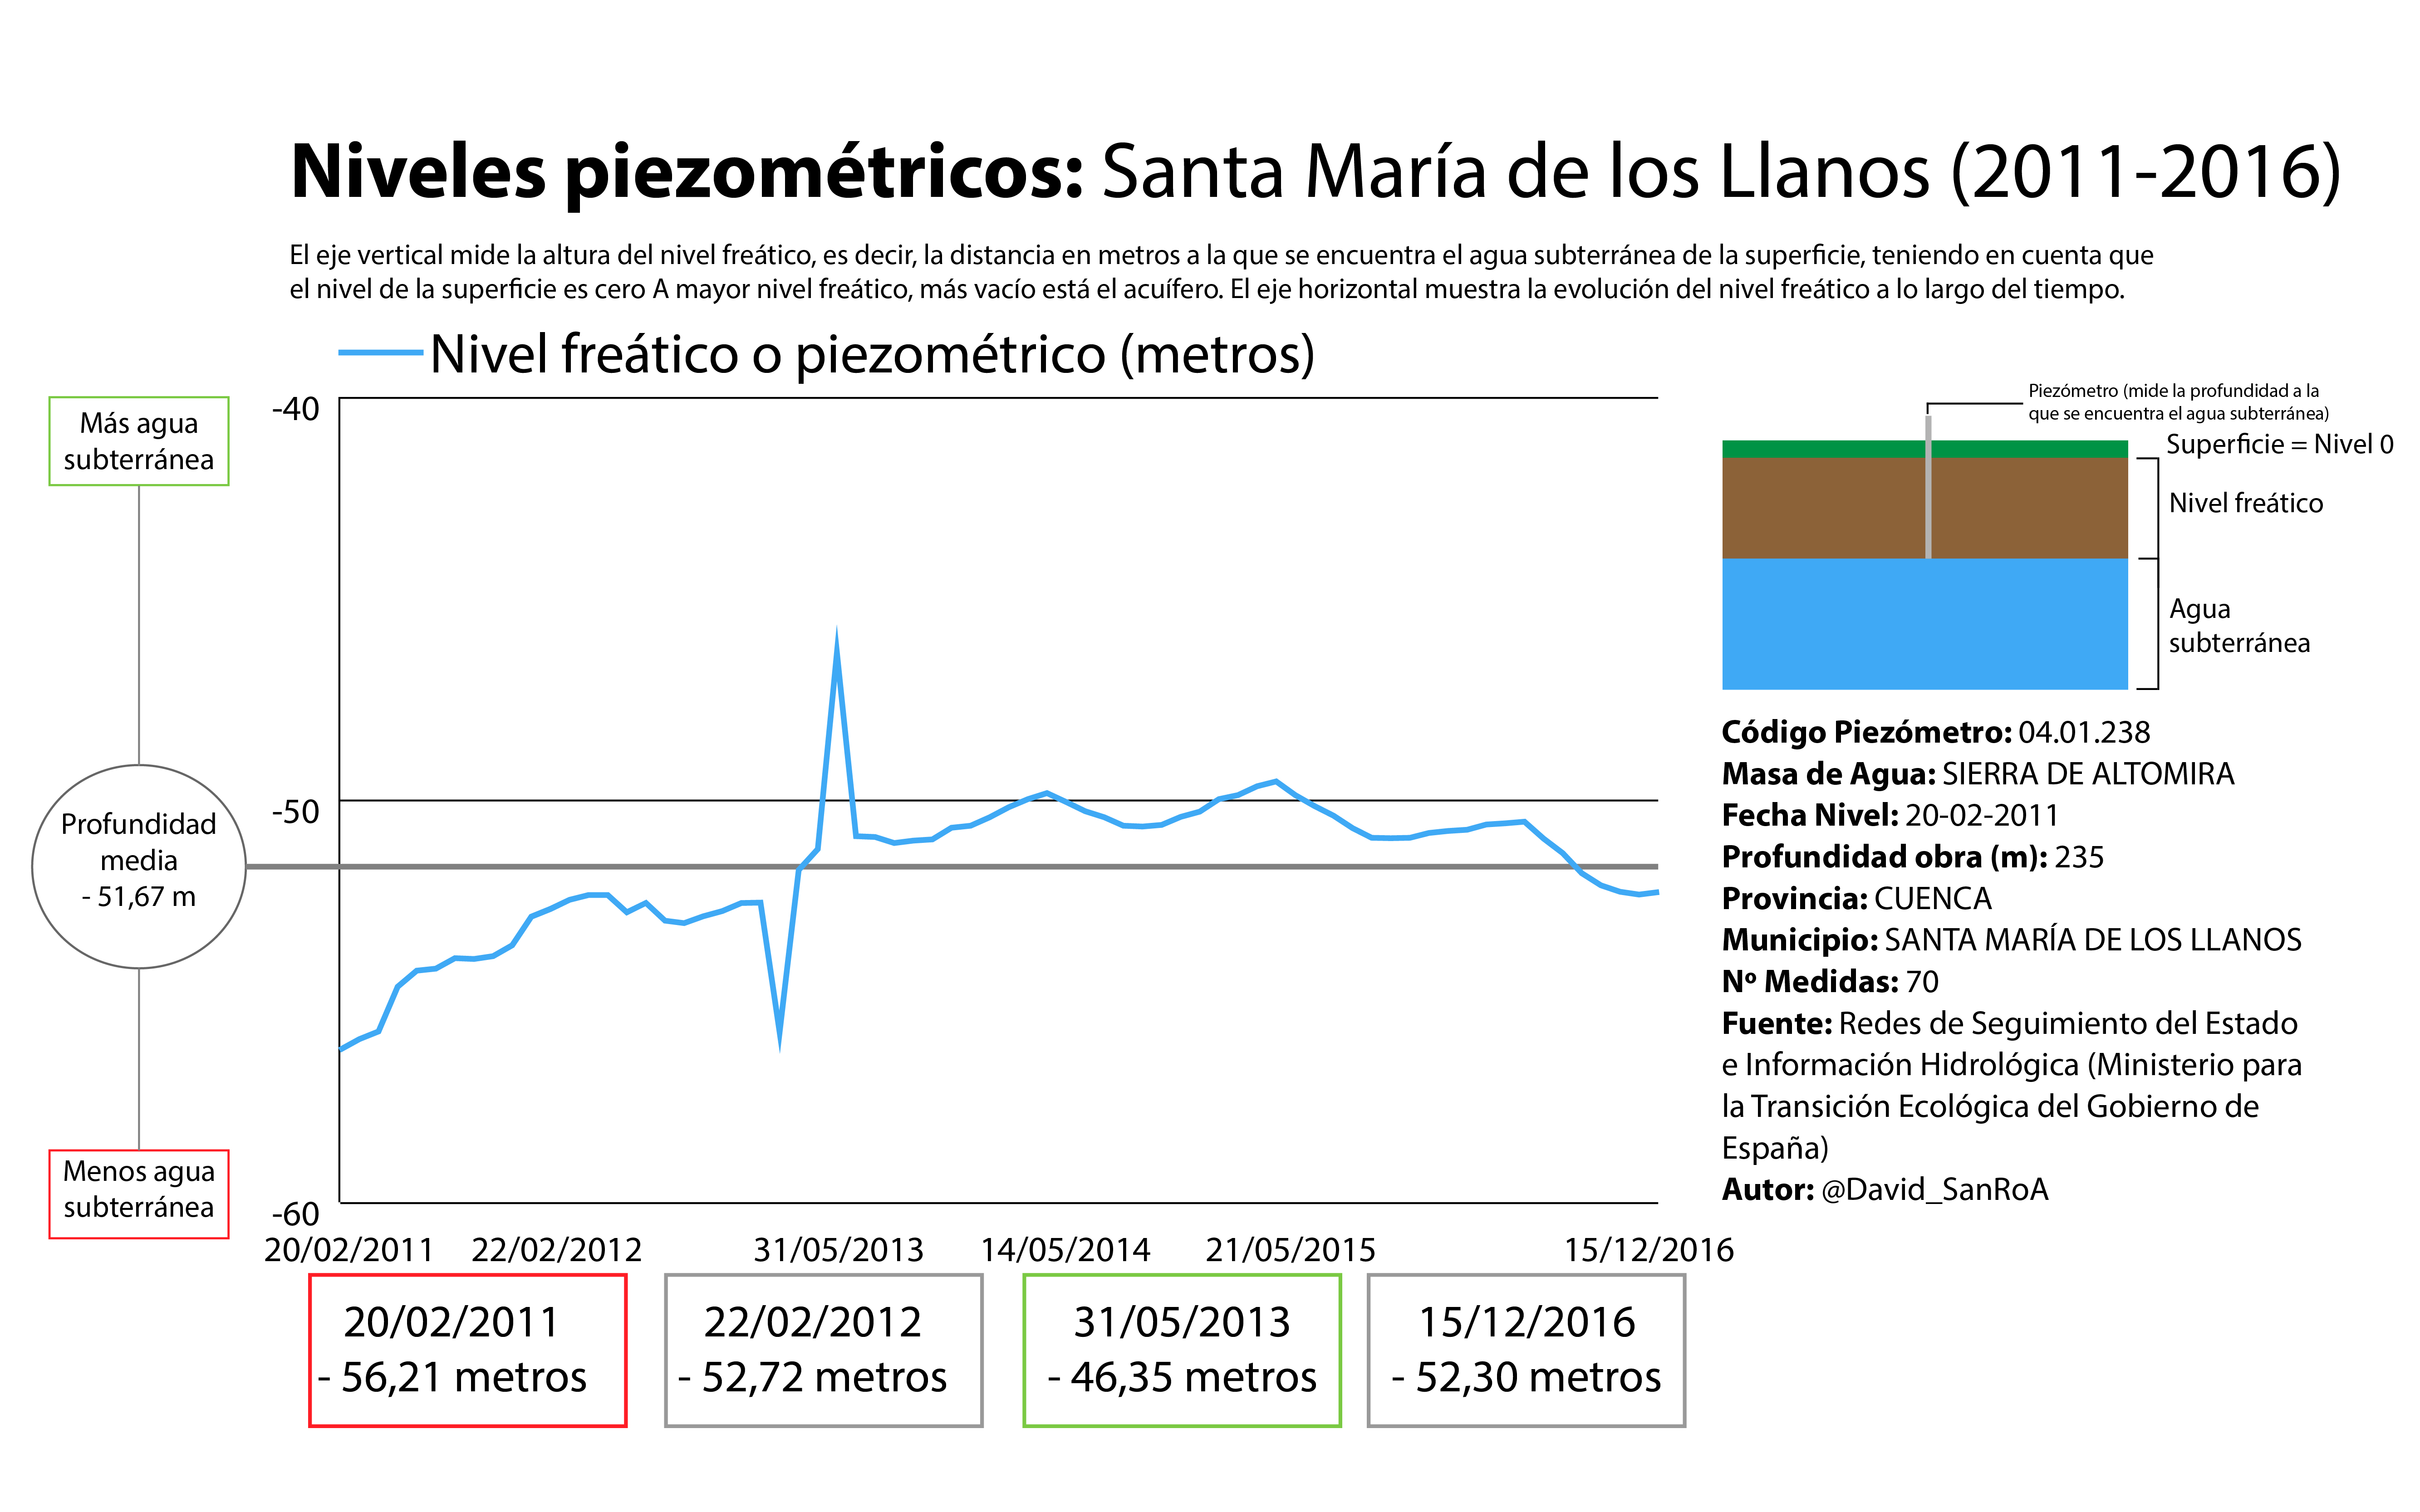 Niveles piezométricos: Santa María de los Llanos (2011-2016)
El eje vertical mide la altura del nivel freático, es decir, la distancia en metros a la que se encuentra el agua subterránea de la superficie, teniendo en cuenta que
el nivel de la superficie es cero A mayor nivel freático, más vacío está el acuífero. El eje horizontal muestra la evolución del nivel freático a lo largo del tiempo.
Nivel freático o piezométrico (metros)
Más agua
subterránea
Profundidad
media
- 51,67 m
Menos agua
subterránea
-40
-50
-60
20/02/2011
22/02/2012
31/05/2013
14/05/2014
21/05/2015
15/12/2016
20/02/2011
- 56,21 metros
22/02/2012
- 52,72 metros
31/05/2013
- 46,35 metros
15/12/2016
- 52,30 metros
Piezómetro (mide la profundidad a la
que se encuentra el agua subterránea)
Superficie = Nivel 0
Nivel freático
Agua
subterránea
Código Piezómetro: 04.01.238
Masa de Agua: SIERRA DE ALTOMIRA
Fecha Nivel: 20-02-2011
Profundidad obra (m): 235
Provincia: CUENCA
Municipio: SANTA MARÍA DE LOS LLANOS
Nº Medidas: 70
Fuente: Redes de Seguimiento del Estado
e Información Hidrológica (Ministerio para
la Transición Ecológica del Gobierno de
España)
Autor: @David_SanRoA